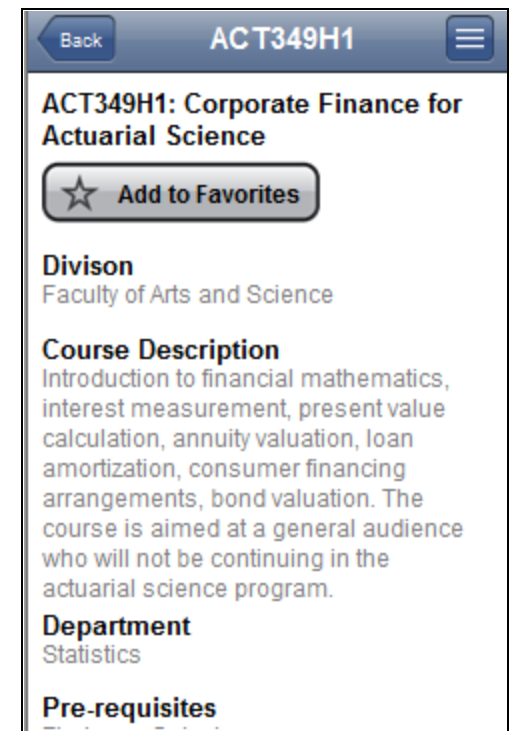 Back
ACT349H1
ACT349H1: Corporate Finance for
Actuarial Science
Add to Favorites
Divison
Faculty of Arts and Science
Course Description
Introduction to financial mathematics,
interest measurement, present value
calculation, annuity valuation, loan
amortization, consumer financing
arrangements, bond valuation. The
course is aimed at a general audience
who will not be continuing in the
actuarial science program.
Department
Statistics
Pre-requisites